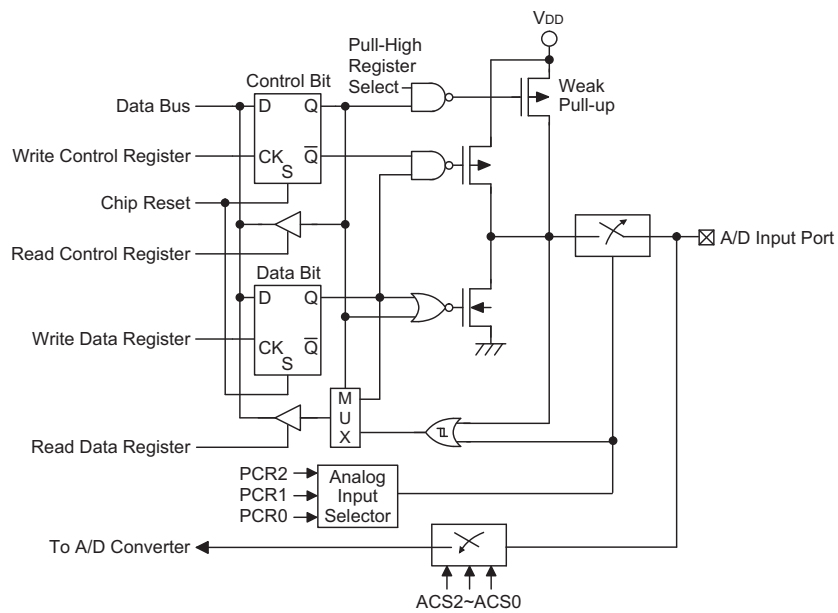 VDD
Pull-High
Register
Select
Weak
Pull-up
Control Bit
Data Bus
D
Q
Write Control Register
CK
Q
S
Chip Reset
Read Control Register
Data Bit
D
Q
Write Data Register
CK
Q
S
A/D Input Port
M
U
X
Read Data Register
PCR2
PCR1
PCR0
Analog
Input
Selector
To A/D Converter
ACS2~ACS0